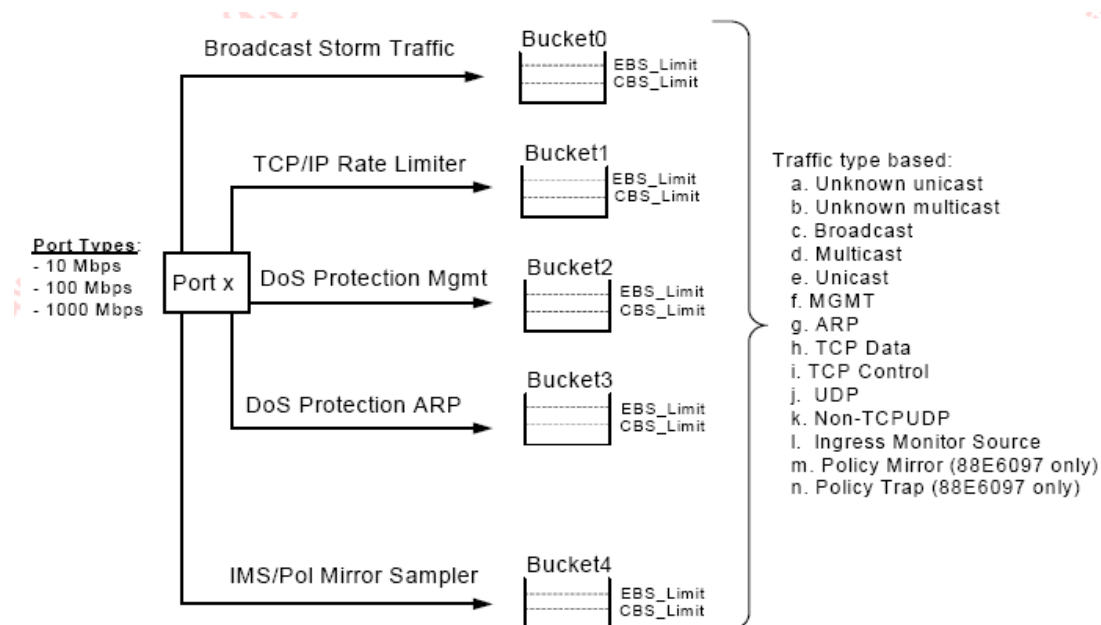 Broadcast Storm Traffic
Bucket0
EBS_Limit
CBS_Limit
TCP/IP Rate Limiter
Bucket1
EBS_Limit
CBS_Limit
Port Types:
- 10 Mbps
- 100 Mbps
- 1000 Mbps
Port x
DoS Protection Mgmt
Bucket2
EBS_Limit
CBS_Limit
DoS Protection ARP
Bucket3
EBS_Limit
CBS_Limit
IMS/Pol Mirror Sampler
Bucket4
EBS_Limit
CBS_Limit
Traffic type based:
a. Unknown unicast
b. Unknown multicast
c. Broadcast
d. Multicast
e. Unicast
f. MGMT
g. ARP
h. TCP Data
i. TCP Control
j. UDP
k. Non-TCPUDP
l. Ingress Monitor Source
m. Policy Mirror (88E6097 only)
n. Policy Trap (88E6097 only)